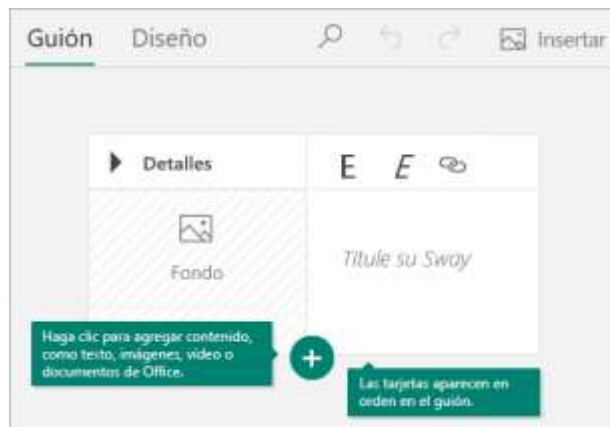 Guión Diseño Insertar
Detalles E E
Fondo
Titule su Sway
Haga clic para agregar contenido,
como texto, imágenes, vídeo o
documentos de Office.
Las tarjetas aparecen en
orden en el guión.